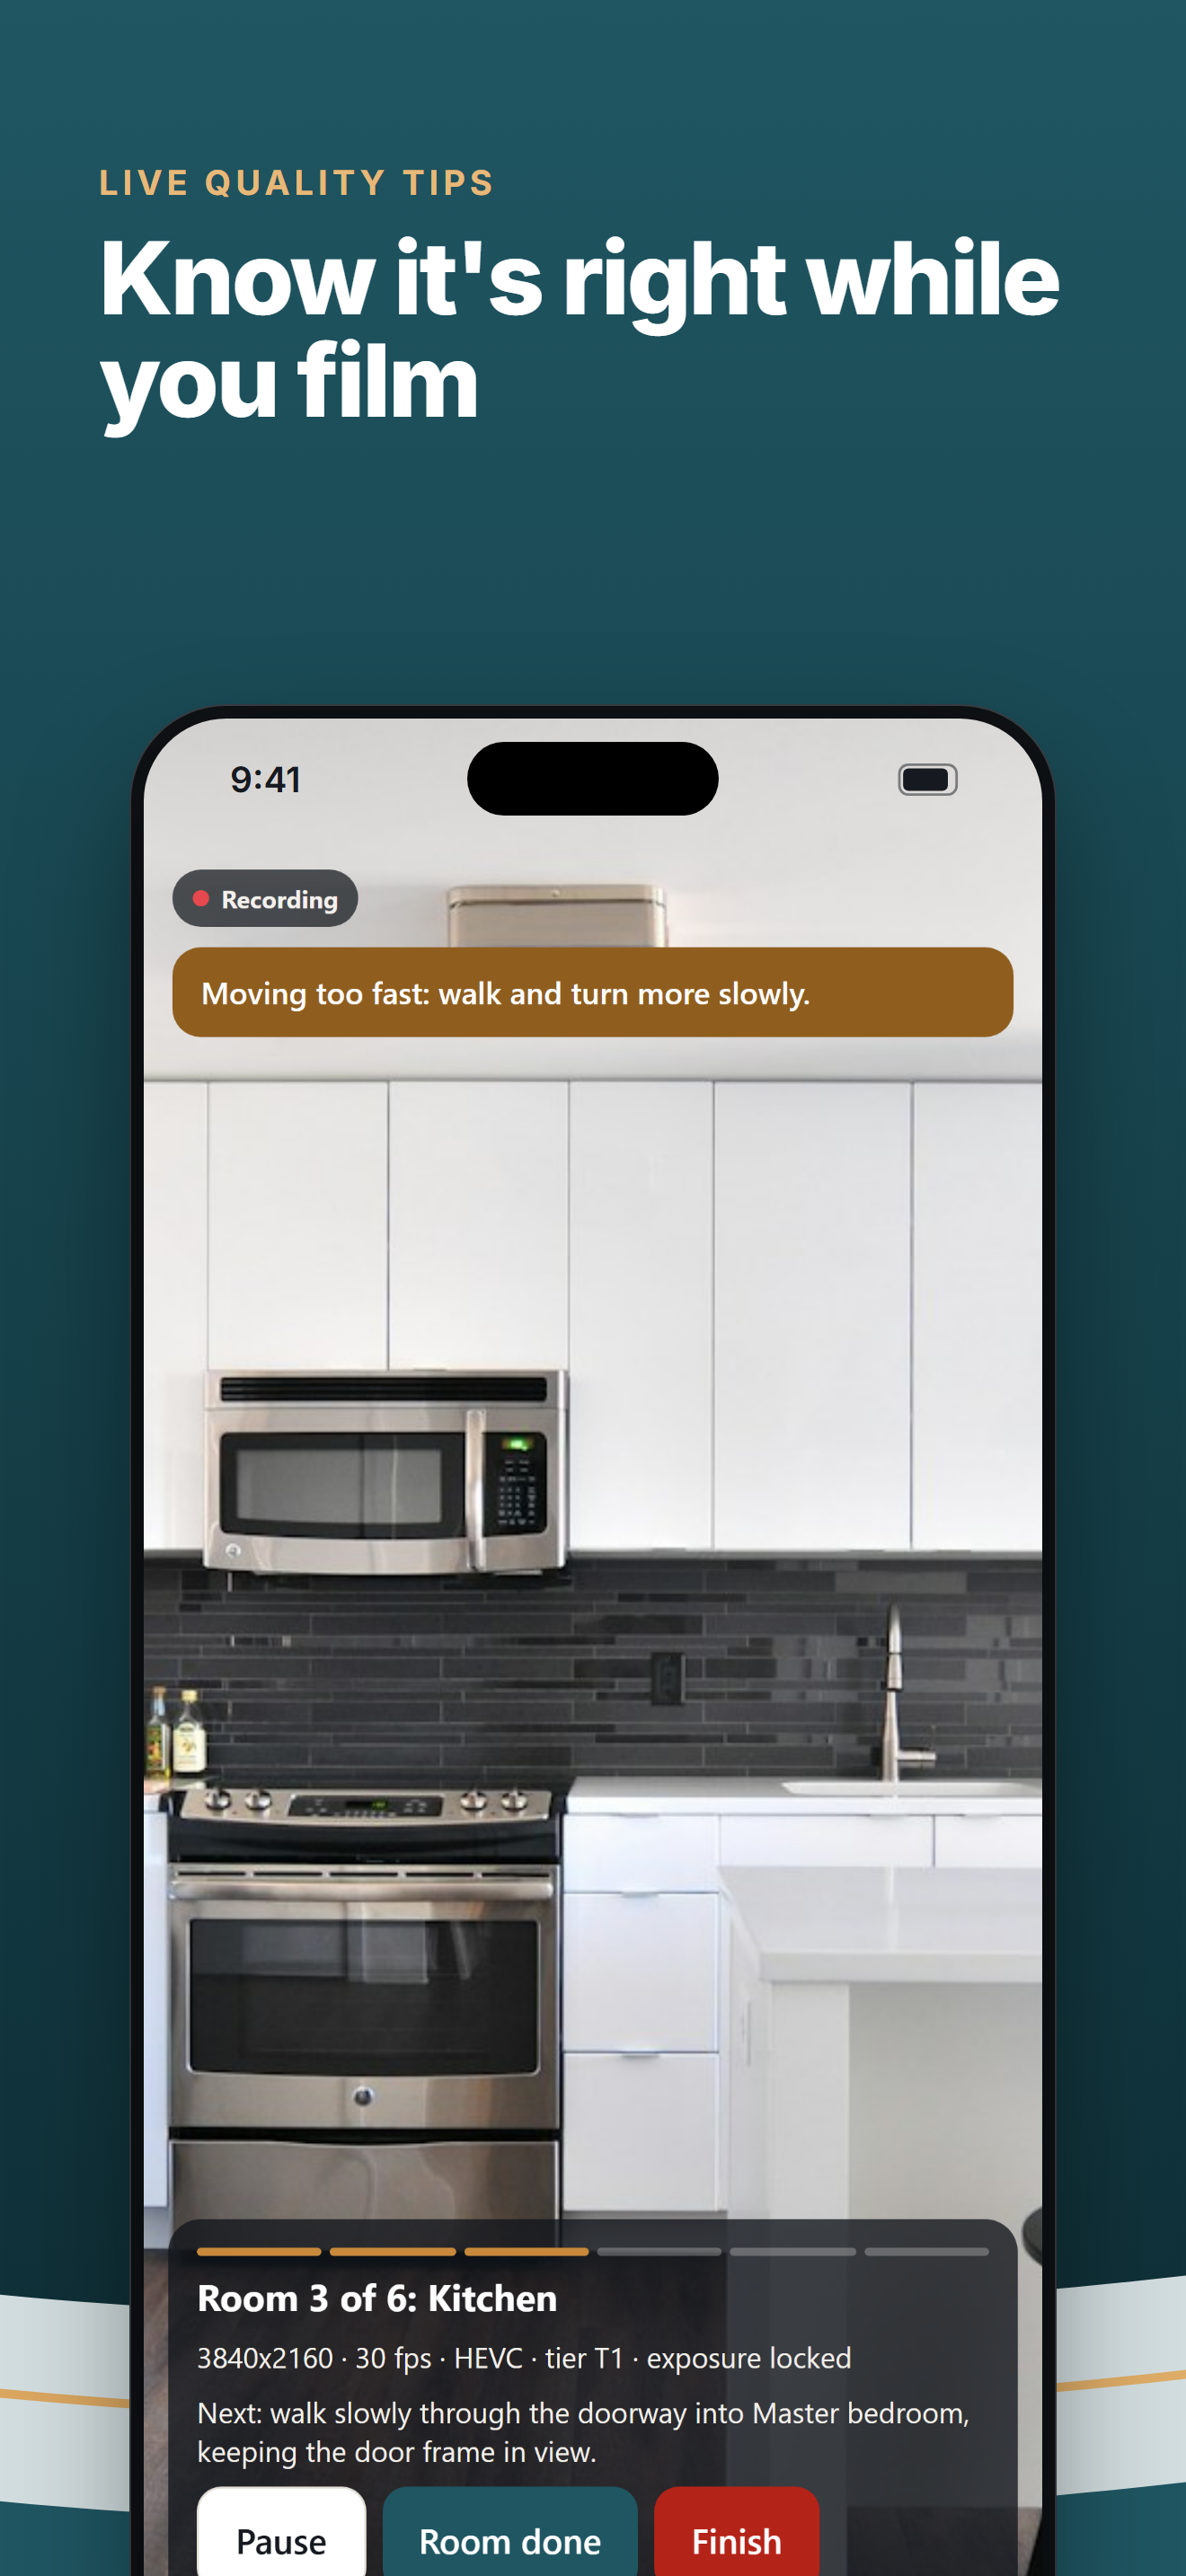 LIVE QUALITY TIPS
Know it's right while
you film
9:41
Recording
Moving too fast: walk and turn more slowly.
Room 3 of 6: Kitchen
3840x2160 · 30 fps · HEVC · tier T1 · exposure locked
Next: walk slowly through the doorway into Master bedroom,
keeping the door frame in view.
Pause
Room done
Finish